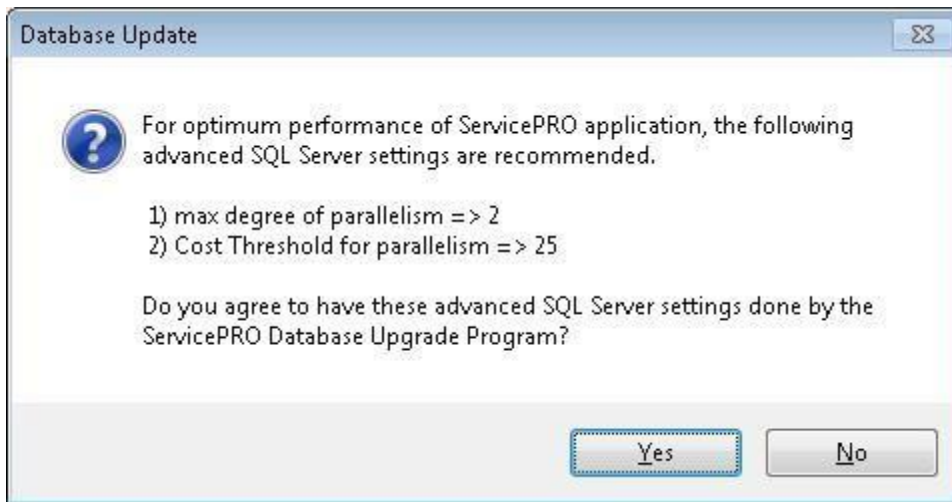 Database Update
For optimum performance of ServicePRO application, the following
advanced SQL Server settings are recommended.
1) max degree of parallelism => 2
2) Cost Threshold for parallelism => 25
Do you agree to have these advanced SQL Server settings done by the
ServicePRO Database Upgrade Program?
Yes
No